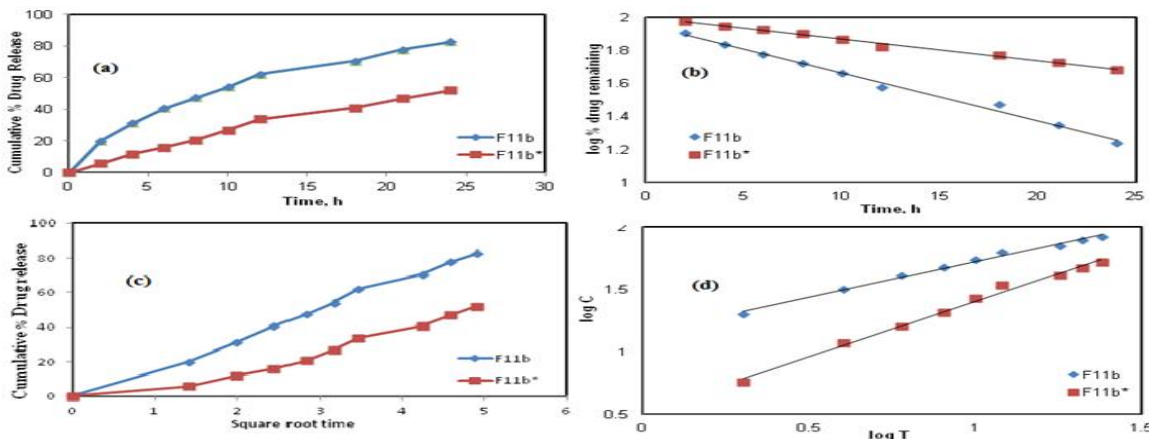 100
80
60
40
20
0
Cumulative % Drug Release
(a)
F11b
F11b*
0 5 10 15 20 25 30
Time, h
2
1.8
1.6
1.4
1.2
1
log % drug remaining
(b)
F11b
F11b*
0 5 10 15 20 25
Time, h
100
80
60
40
20
0
Cumulative % Drug release
(c)
F11b
F11b*
0 1 2 3 4 5 6
Square root time
2
1.5
1
0.5
log C
(d)
F11b
F11b*
0 0.5 1 1.5
log T